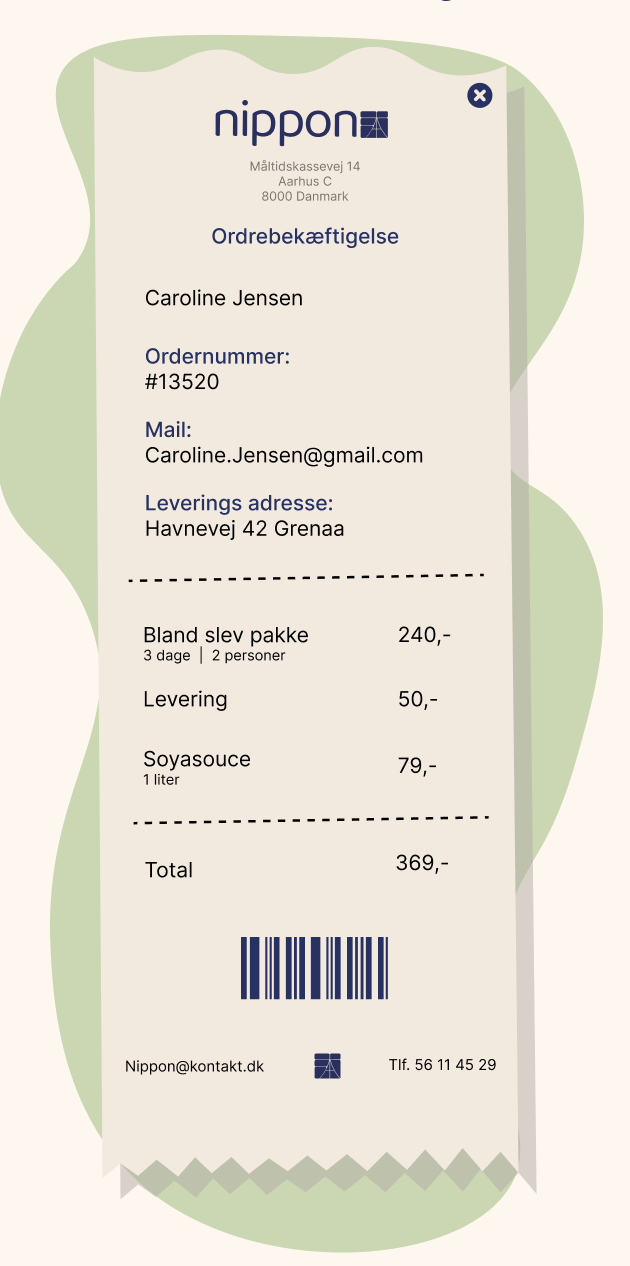 nippon
Måltidskassevej 14
Aarhus C
8000 Danmark
Ordrebekæftigelse
Caroline Jensen
Ordernummer:
#13520
Mail:
Caroline.Jensen@gmail.com
Leverings adresse:
Havnevej 42 Grenaa
Bland slev pakke 240,-
3 dage | 2 personer
Levering 50,-
Soyasouce 79,-
1 liter
Total 369,-
Nippon@kontakt.dk Tlf. 56 11 45 29